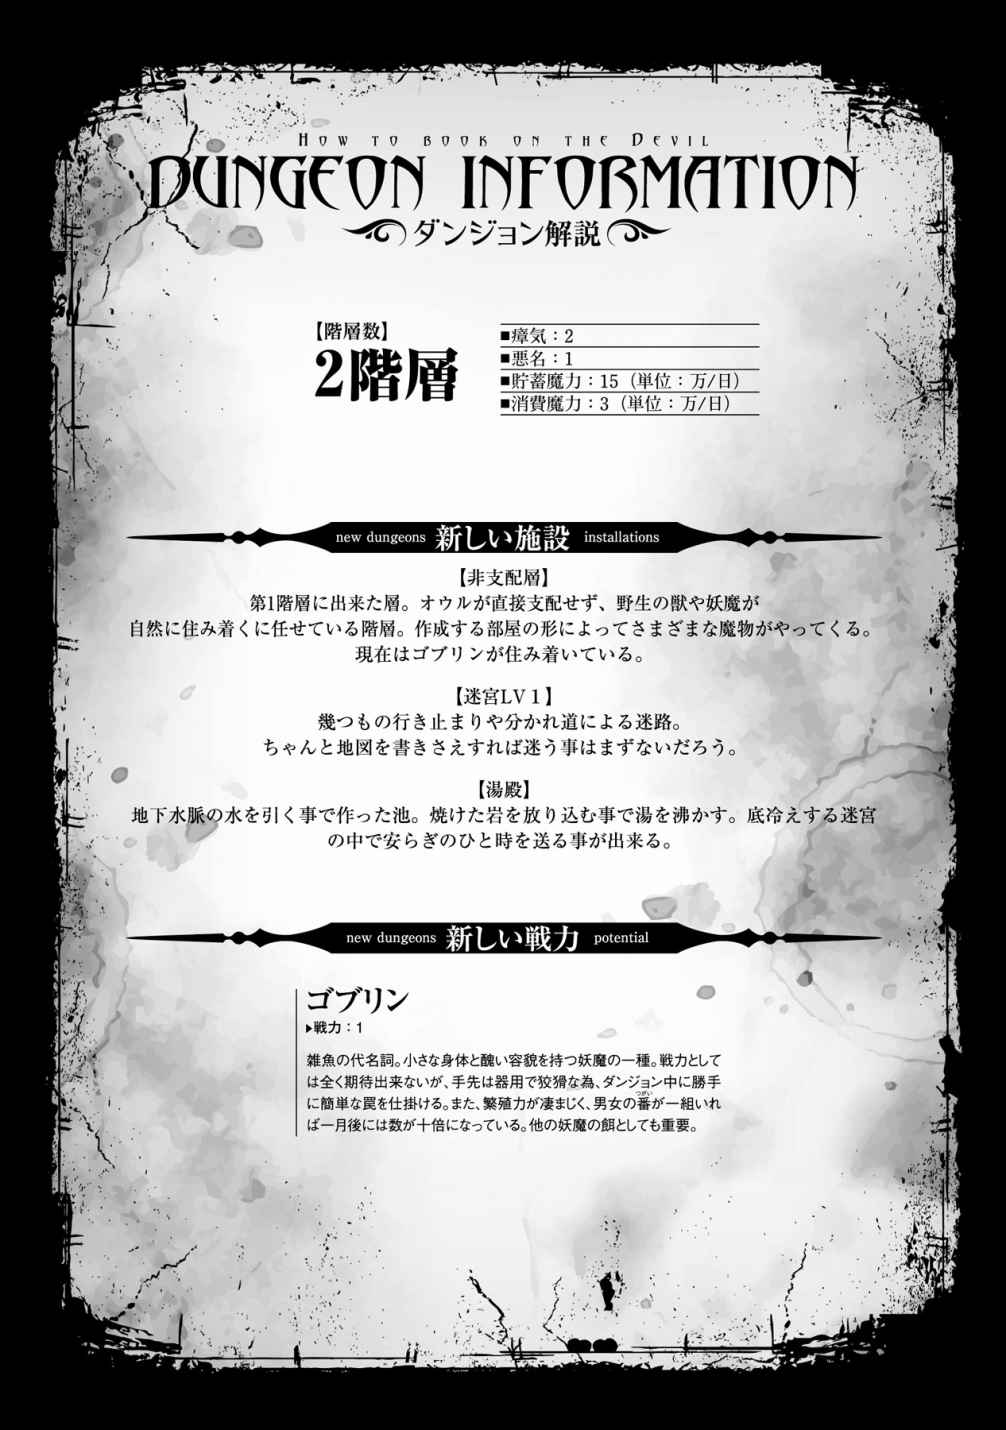 HOW TO BOOK ON THE DEVIL
DUNGEON INFORMATION
ダンジョン解説
【階層数】
2階層
■瘴気：2
■悪名：1
■貯蓄魔力：15（単位：万/日）
■消費魔力：3（単位：万/日）
new dungeons 新しい施設 installations
【非支配層】
第1階層に出来た層。オウルが直接支配せず、野生の獣や妖魔が
自然に住み着くに任せている階層。作成する部屋の形によってさまざまな魔物がやってくる。
現在はゴブリンが住み着いている。
【迷宮LV１】
幾つもの行き止まりや分かれ道による迷路。
ちゃんと地図を書きさえすれば迷う事はまずないだろう。
【湯殿】
地下水脈の水を引く事で作った池。焼けた岩を放り込む事で湯を沸かす。底冷えする迷宮
の中で安らぎのひと時を送る事が出来る。
new dungeons 新しい戦力 potential
ゴブリン
▶戦力：1
雑魚の代名詞。小さな身体と醜い容貌を持つ妖魔の一種。戦力として
は全く期待出来ないが、手先は器用で狡猾な為、ダンジョン中に勝手
に簡単な罠を仕掛ける。また、繁殖力が凄まじく、男女の番が一組いれ
つがい
ば一月後には数が十倍になっている。他の妖魔の餌としても重要。